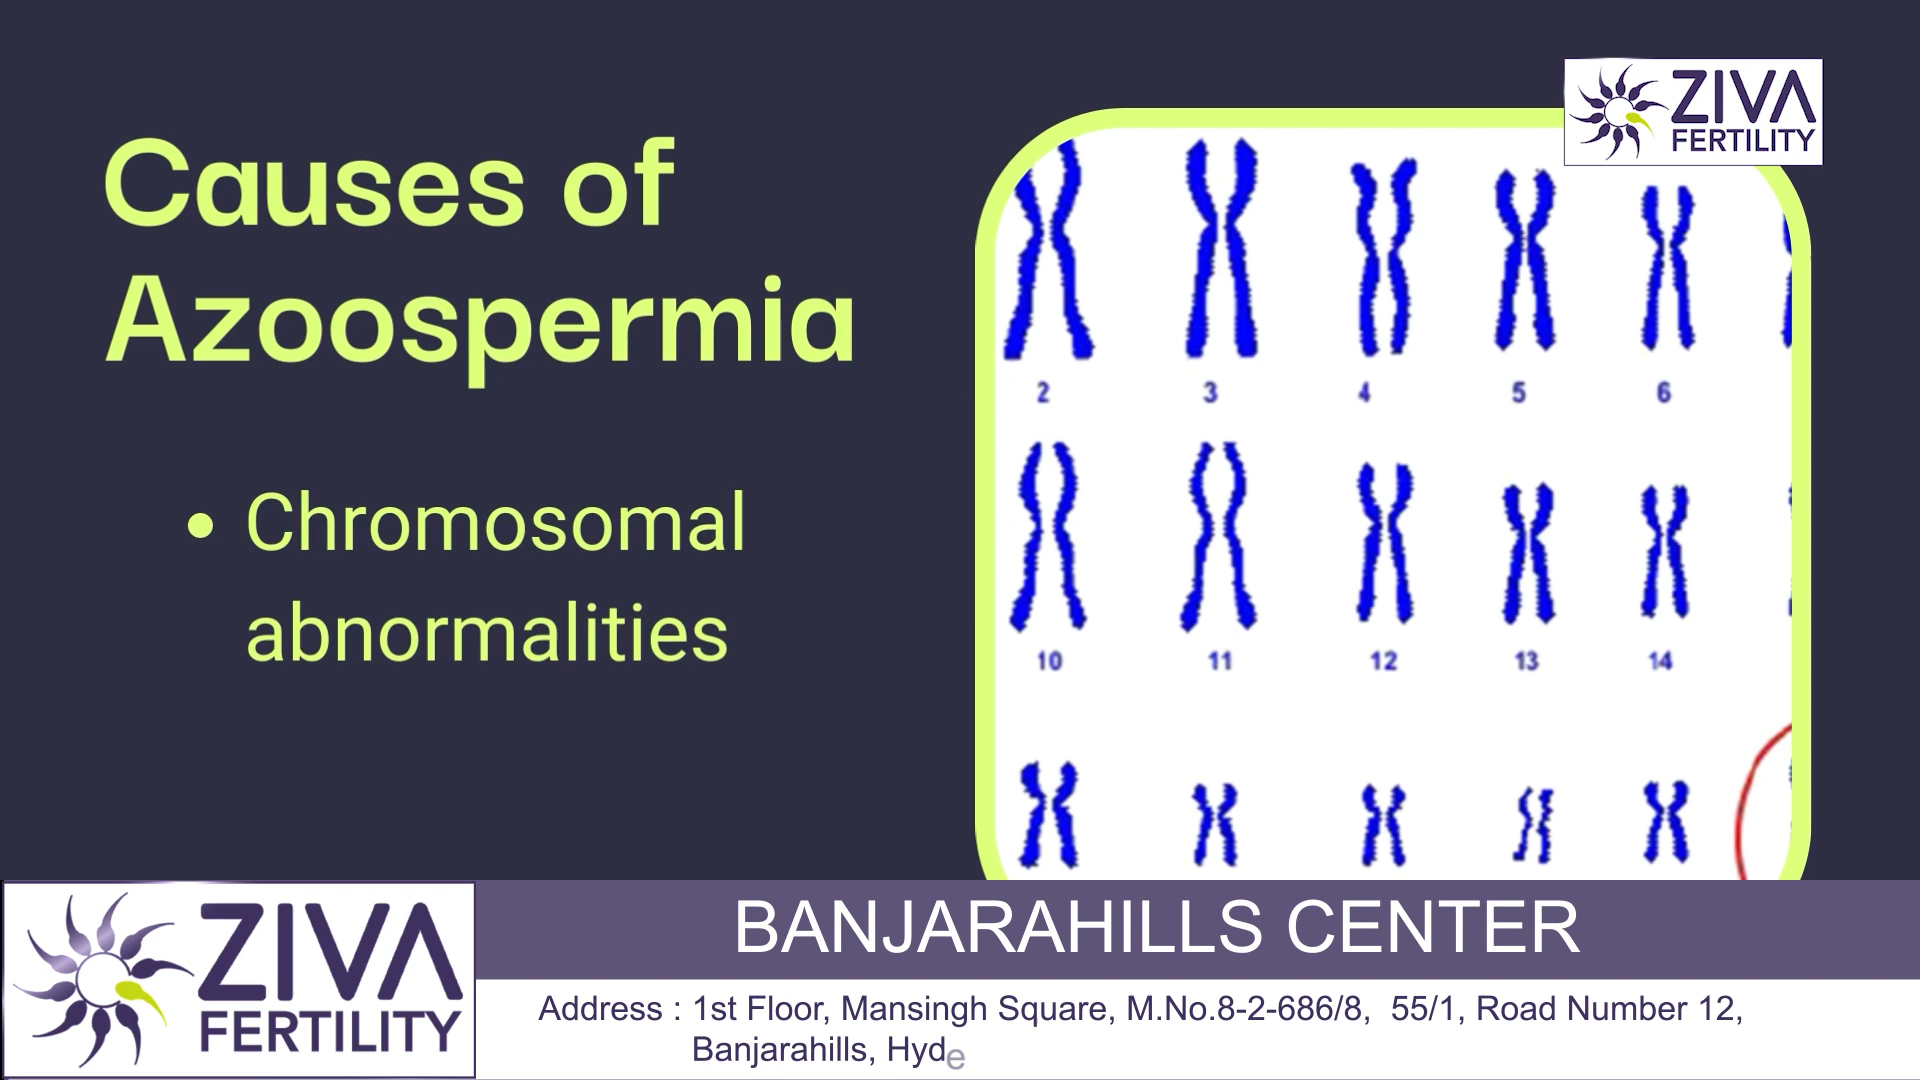 ZIVA
FERTILITY
Causes of
Azoospermia
• Chromosomal
abnormalities
2 3 4 5 6
10 11 12 13 14
ZIVA
FERTILITY
BANJARAHILLS CENTER
Address : 1st Floor, Mansingh Square, M.No.8-2-686/8, 55/1, Road Number 12,
Banjarahills, Hyde